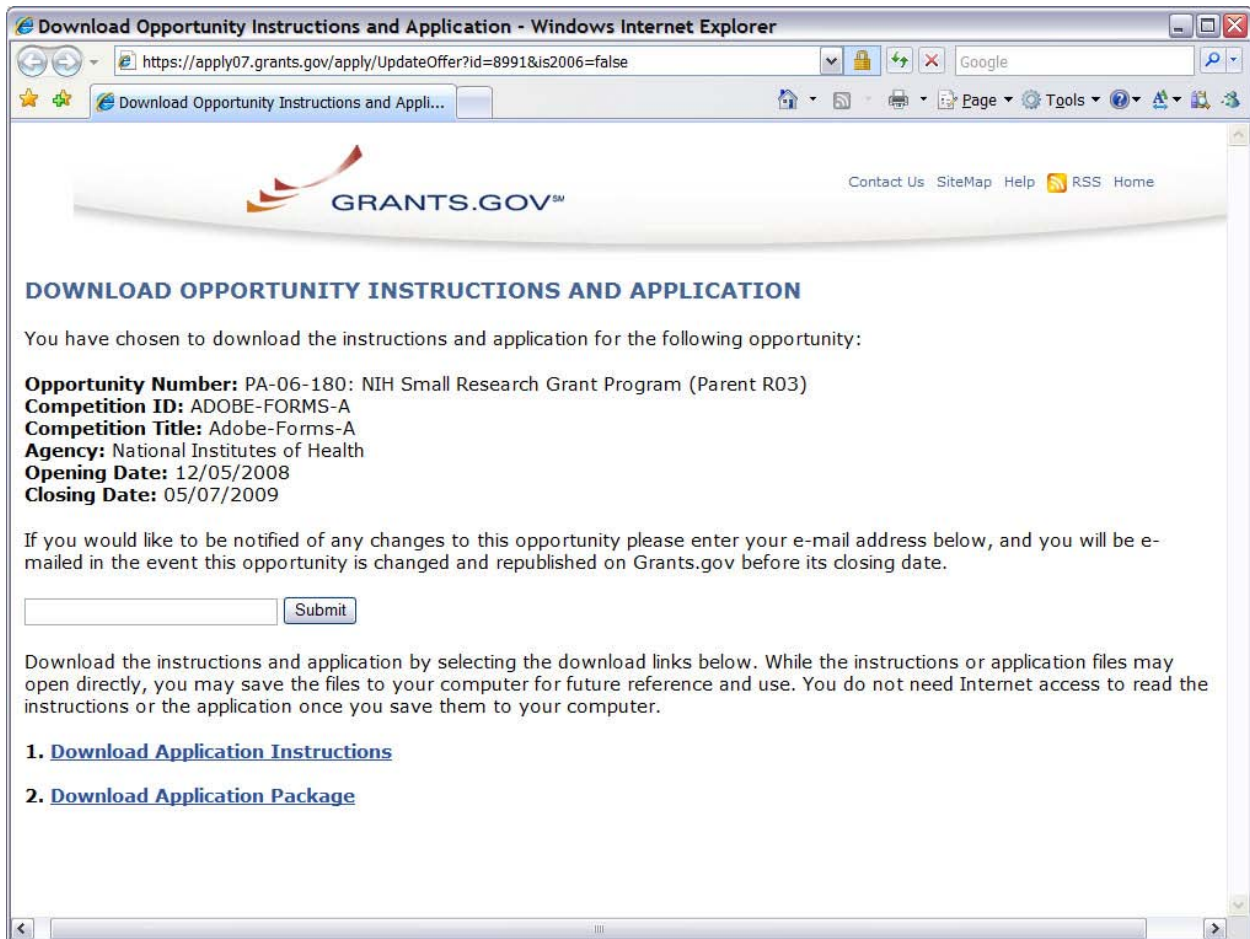 Download Opportunity Instructions and Application - Windows Internet Explorer
https://apply07.grants.gov/apply/UpdateOffer?id=8991&is2006=false
Google
Download Opportunity Instructions and Appli...
Page Tools
GRANTS.GOV℠
Contact Us SiteMap Help RSS Home
DOWNLOAD OPPORTUNITY INSTRUCTIONS AND APPLICATION
You have chosen to download the instructions and application for the following opportunity:
Opportunity Number: PA-06-180: NIH Small Research Grant Program (Parent R03)
Competition ID: ADOBE-FORMS-A
Competition Title: Adobe-Forms-A
Agency: National Institutes of Health
Opening Date: 12/05/2008
Closing Date: 05/07/2009
If you would like to be notified of any changes to this opportunity please enter your e-mail address below, and you will be e-
mailed in the event this opportunity is changed and republished on Grants.gov before its closing date.
Submit
Download the instructions and application by selecting the download links below. While the instructions or application files may
open directly, you may save the files to your computer for future reference and use. You do not need Internet access to read the
instructions or the application once you save them to your computer.
1. Download Application Instructions
2. Download Application Package